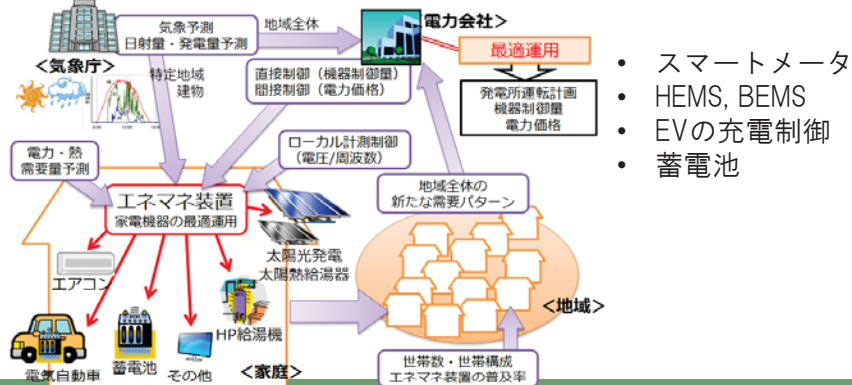 気象予測
日射量・発電量予測
地域全体
電力会社＞
最適運用
＜気象庁＞
特定地域
建物
直接制御（機器制御量）
間接制御（電力価格）
発電所運転計画
機器制御量
電力価格
• スマートメータ
• HEMS, BEMS
• EVの充電制御
• 蓄電池
6:00
12:00
電力・熱
需要量予測
ローカル計測制御
（電圧/周波数）
エネマネ装置
家電機器の最適運用
地域全体の
新たな需要パターン
太陽光発電
太陽熱給湯器
エアコン
HP給湯機
電気自動車
蓄電池
その他
＜家庭＞
＜地域＞
世帯数・世帯構成
エネマネ装置の普及率